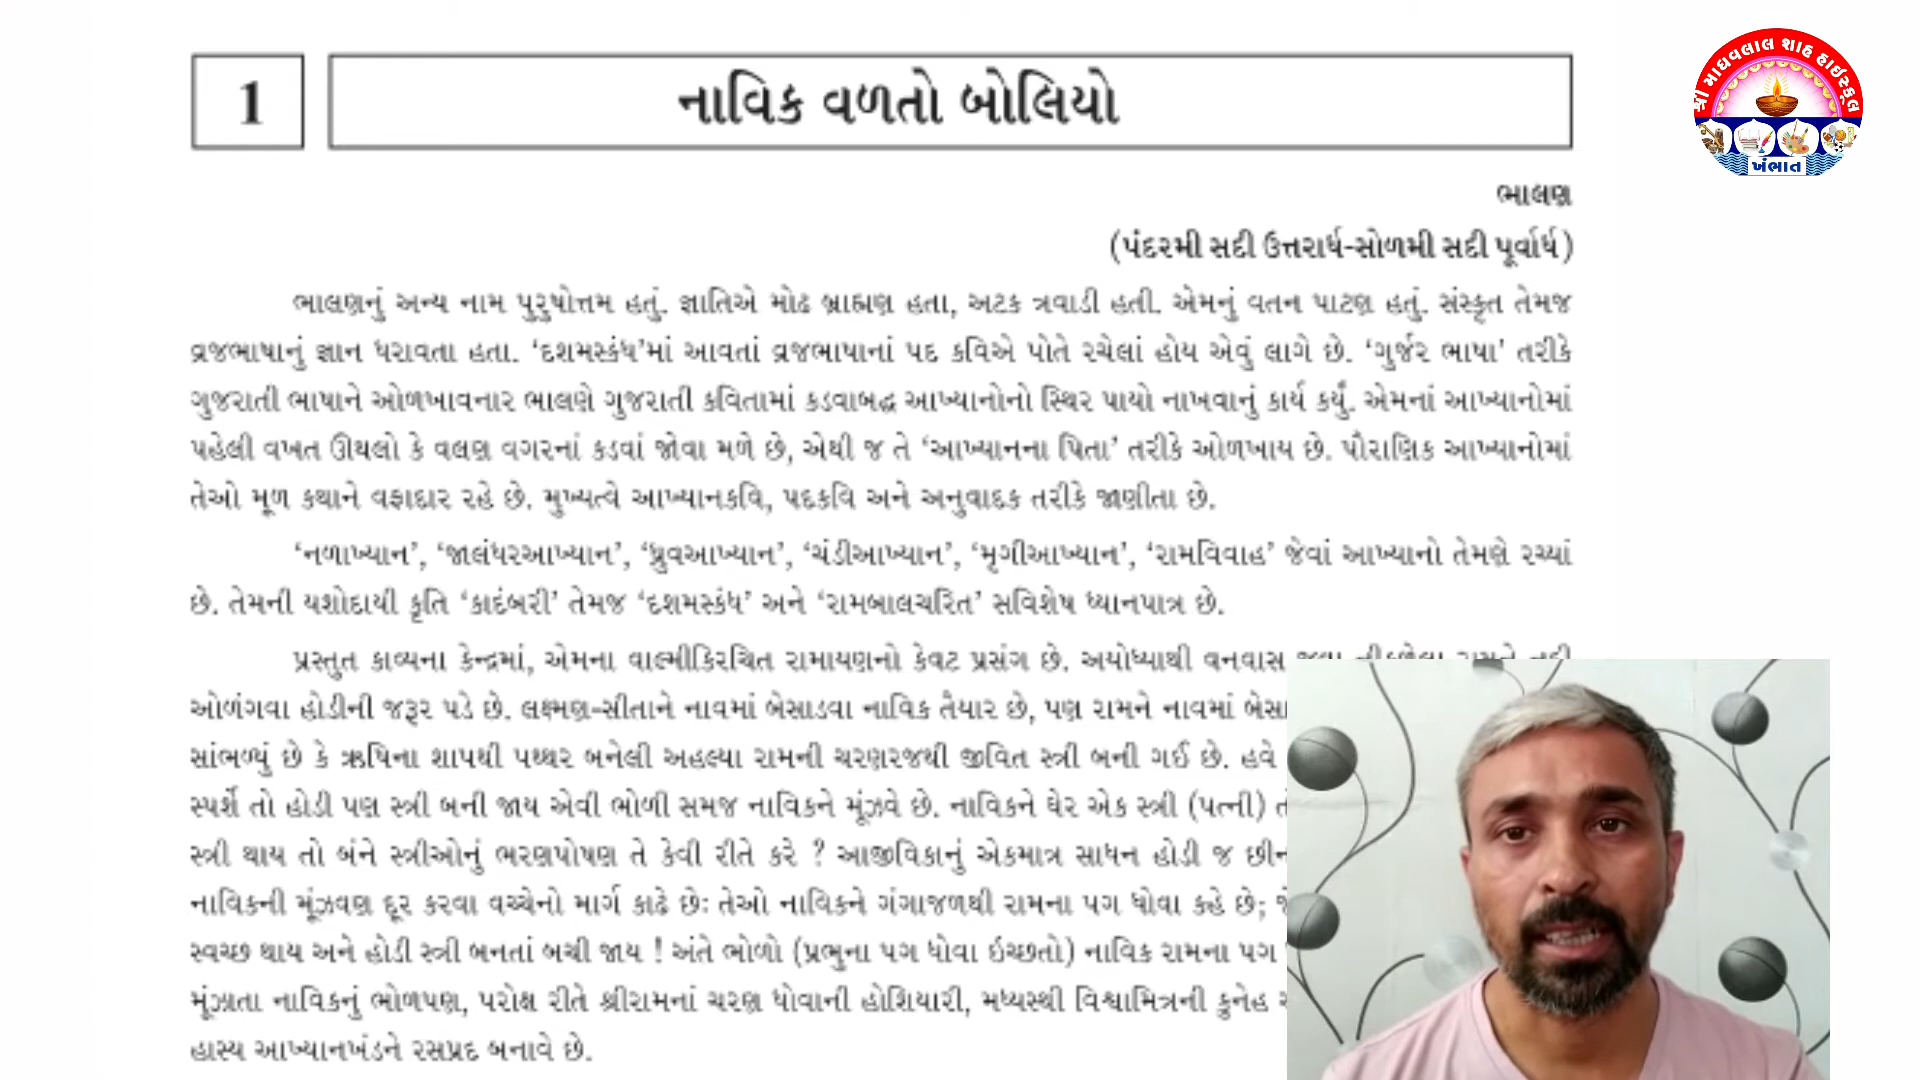 1
નાવિક વળતો બોલિયો
શ્રી માધવલાલ શાહ હાઈસ્કૂલ
ખંભાત
ભાલણ
(પંદરમી સદી ઉત્તરાર્ધ-સોળમી સદી પૂર્વાર્ધ)
ભાલણનું અન્ય નામ પુરુષોત્તમ હતું. જ્ઞાતિએ મોઢ બ્રાહ્મણ હતા, અટક ત્રવાડી હતી. એમનું વતન પાટણ હતું. સંસ્કૃત તેમજ
વ્રજભાષાનું જ્ઞાન ધરાવતા હતા. ‘દશમસ્કંધ’માં આવતાં વ્રજભાષાનાં પદ કવિએ પોતે રચેલાં હોય એવું લાગે છે. ‘ગુર્જર ભાષા’ તરીકે
ગુજરાતી ભાષાને ઓળખાવનાર ભાલણે ગુજરાતી કવિતામાં કડવાબદ્ધ આખ્યાનોનો સ્થિર પાયો નાખવાનું કાર્ય કર્યું. એમનાં આખ્યાનોમાં
પહેલી વખત ઊથલો કે વલણ વગરનાં કડવાં જોવા મળે છે, એથી જ તે ‘આખ્યાનના પિતા’ તરીકે ઓળખાય છે. પૌરાણિક આખ્યાનોમાં
તેઓ મૂળ કથાને વફાદાર રહે છે. મુખ્યત્વે આખ્યાનકવિ, પદકવિ અને અનુવાદક તરીકે જાણીતા છે.
‘નળાખ્યાન’, ‘જાલંધરઆખ્યાન’, ‘ધ્રુવઆખ્યાન’, ‘ચંડીઆખ્યાન’, ‘મૃગીઆખ્યાન’, ‘રામવિવાહ’ જેવાં આખ્યાનો તેમણે રચ્યાં
છે. તેમની યશોદાયી કૃતિ ‘કાદંબરી’ તેમજ ‘દશમસ્કંધ’ અને ‘રામબાલચરિત’ સવિશેષ ધ્યાનપાત્ર છે.
પ્રસ્તુત કાવ્યના કેન્દ્રમાં, એમના વાલ્મીકિરચિત રામાયણનો કેવટ પ્રસંગ છે. અયોધ્યાથી વનવાસ
ઓળંગવા હોડીની જરૂર પડે છે. લક્ષ્મણ-સીતાને નાવમાં બેસાડવા નાવિક તૈયાર છે, પણ રામને નાવમાં
સાંભળ્યું છે કે ઋષિના શાપથી પથ્થર બનેલી અહલ્યા રામની ચરણરજથી જીવિત સ્ત્રી બની ગઈ છે. હવે
સ્પર્શે તો હોડી પણ સ્ત્રી બની જાય એવી ભોળી સમજ નાવિકને મૂંઝવે છે. નાવિકને ઘેર એક સ્ત્રી (પત્ની)
સ્ત્રી થાય તો બંને સ્ત્રીઓનું ભરણપોષણ તે કેવી રીતે કરે ? આજીવિકાનું એકમાત્ર સાધન હોડી જ
નાવિકની મૂંઝવણ દૂર કરવા વચ્ચેનો માર્ગ કાઢે છેઃ તેઓ નાવિકને ગંગાજળથી રામના પગ ધોવા કહે છે;
સ્વચ્છ થાય અને હોડી સ્ત્રી બનતાં બચી જાય ! અંતે ભોળો (પ્રભુના પગ ધોવા ઇચ્છતો) નાવિક રામના પગ
મૂંઝાતા નાવિકનું ભોળપણ, પરોક્ષ રીતે શ્રીરામનાં ચરણ ધોવાની હોશિયારી, મધ્યસ્થી વિશ્વામિત્રની કુનેહ
હાસ્ય આખ્યાનખંડને રસપ્રદ બનાવે છે.